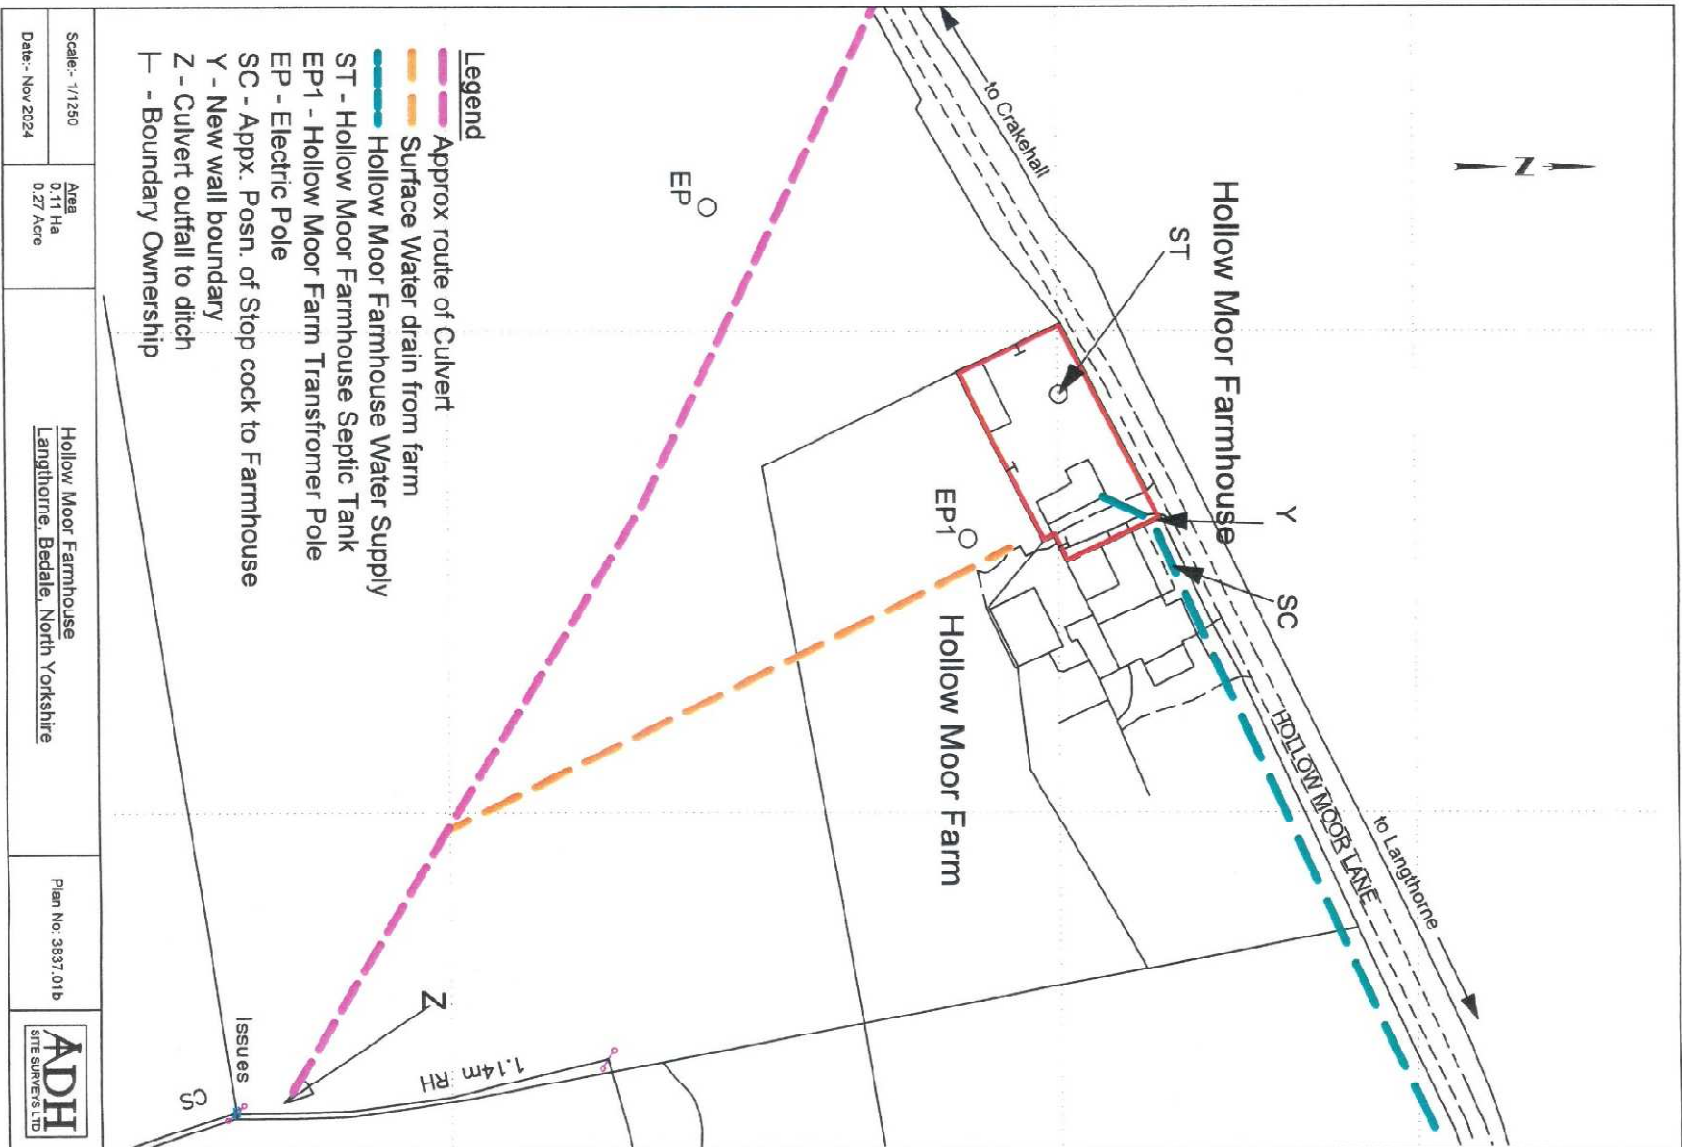 Hollow Moor Farmhouse
N
to Crakehall
ST
Y
SC
EP
EP1
Hollow Moor Farm
HOLLOW MOOR LANE
to Langthorne
Z
1.14m RH
Issues
CS
Legend
Approx route of Culvert
Surface Water drain from farm
Hollow Moor Farmhouse Water Supply
ST - Hollow Moor Farmhouse Septic Tank
EP1 - Hollow Moor Farm Transfromer Pole
EP - Electric Pole
SC - Appx. Posn. of Stop cock to Farmhouse
Y - New wall boundary
Z - Culvert outfall to ditch
- Boundary Ownership
Scale:- 1/1250
Date:- Nov 2024
Area
0.11 Ha
0.27 Acre
Hollow Moor Farmhouse
Langthorne, Bedale, North Yorkshire
Plan No: 3837.01b
ADH
SITE SURVEYS LTD